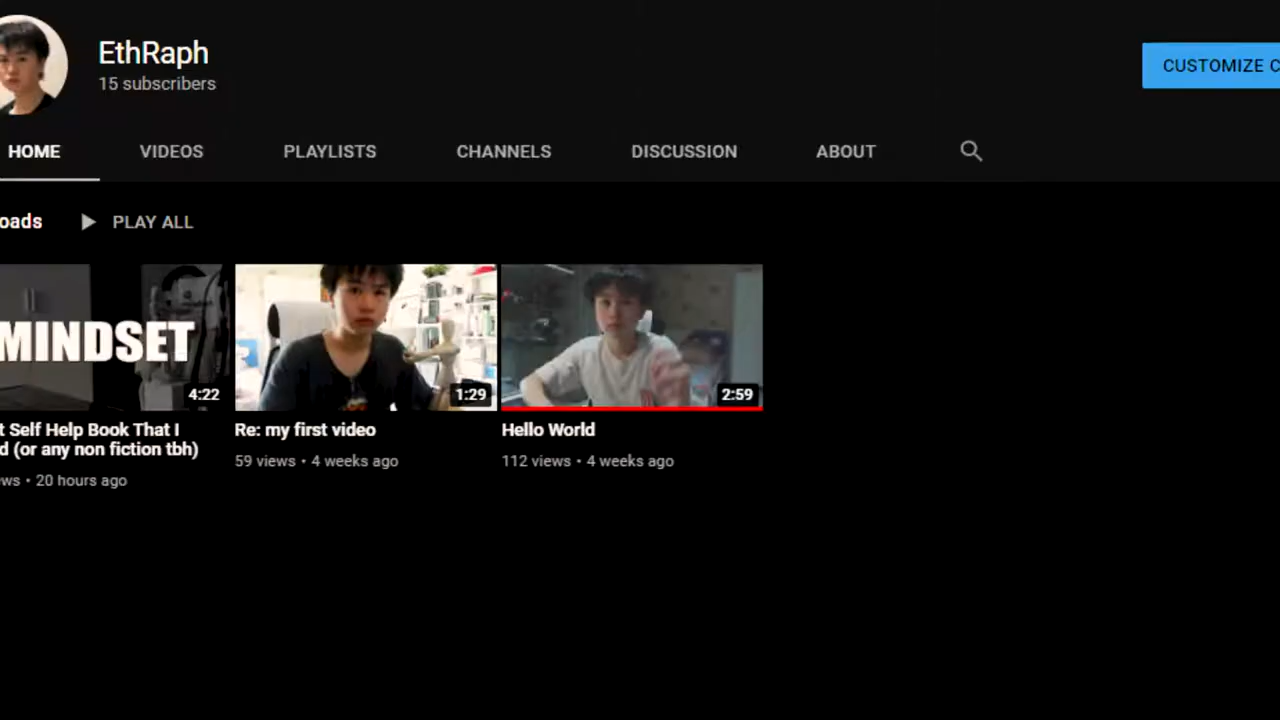 EthRaph
15 subscribers
CUSTOMIZE C
HOME VIDEOS PLAYLISTS CHANNELS DISCUSSION ABOUT
oads PLAY ALL
MINDSET
4:22 1:29 2:59
t Self Help Book That I
d (or any non fiction tbh)
ews • 20 hours ago
Re: my first video
59 views • 4 weeks ago
Hello World
112 views • 4 weeks ago